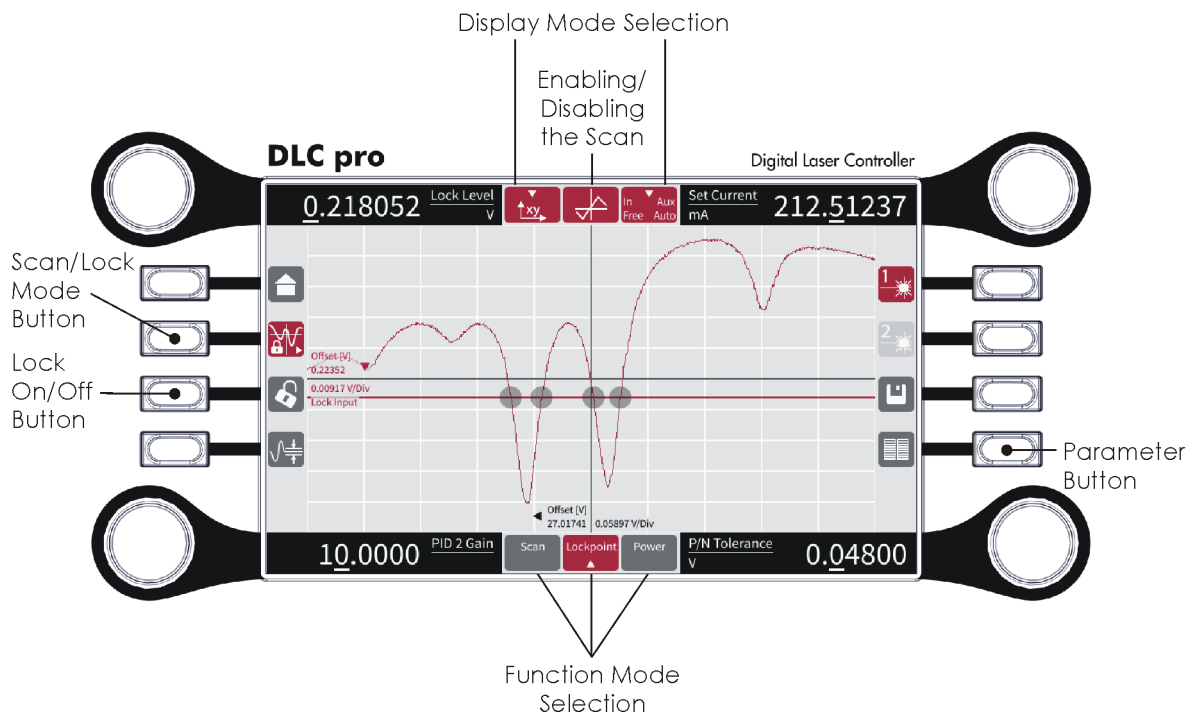 Display Mode Selection
Enabling/
Disabling
the Scan
DLC pro
Digital Laser Controller
0.218052
Lock Level
V
xy
In Aux
Free Auto
Set Current
mA
212.51237
Scan/Lock
Mode
Button
Lock
On/Off
Button
1
2
Offset [V]
0.22352
0.00917 V/Div
Lock Input
Parameter
Button
Offset [V]
27.01741 0.05897 V/Div
10.0000
PID 2 Gain
Scan
Lockpoint
Power
P/N Tolerance
V
0.04800
Function Mode
Selection